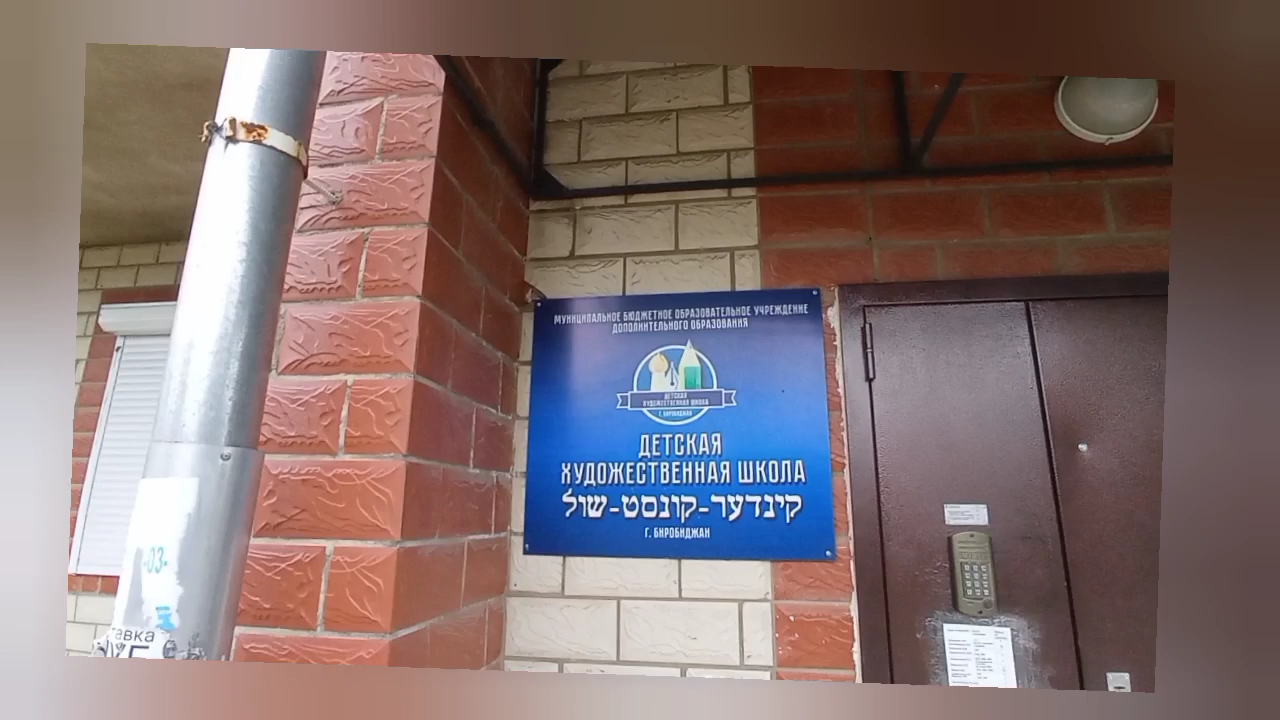 МУНИЦИПАЛЬНОЕ БЮДЖЕТНОЕ ОБРАЗОВАТЕЛЬНОЕ УЧРЕЖДЕНИЕ
ДОПОЛНИТЕЛЬНОГО ОБРАЗОВАНИЯ
ДЕТСКАЯ
ХУДОЖЕСТВЕННАЯ ШКОЛА
Г. БИРОБИДЖАН
ДЕТСКАЯ
ХУДОЖЕСТВЕННАЯ ШКОЛА
קינדער-קונסט-שול
Г. БИРОБИДЖАН
-03-